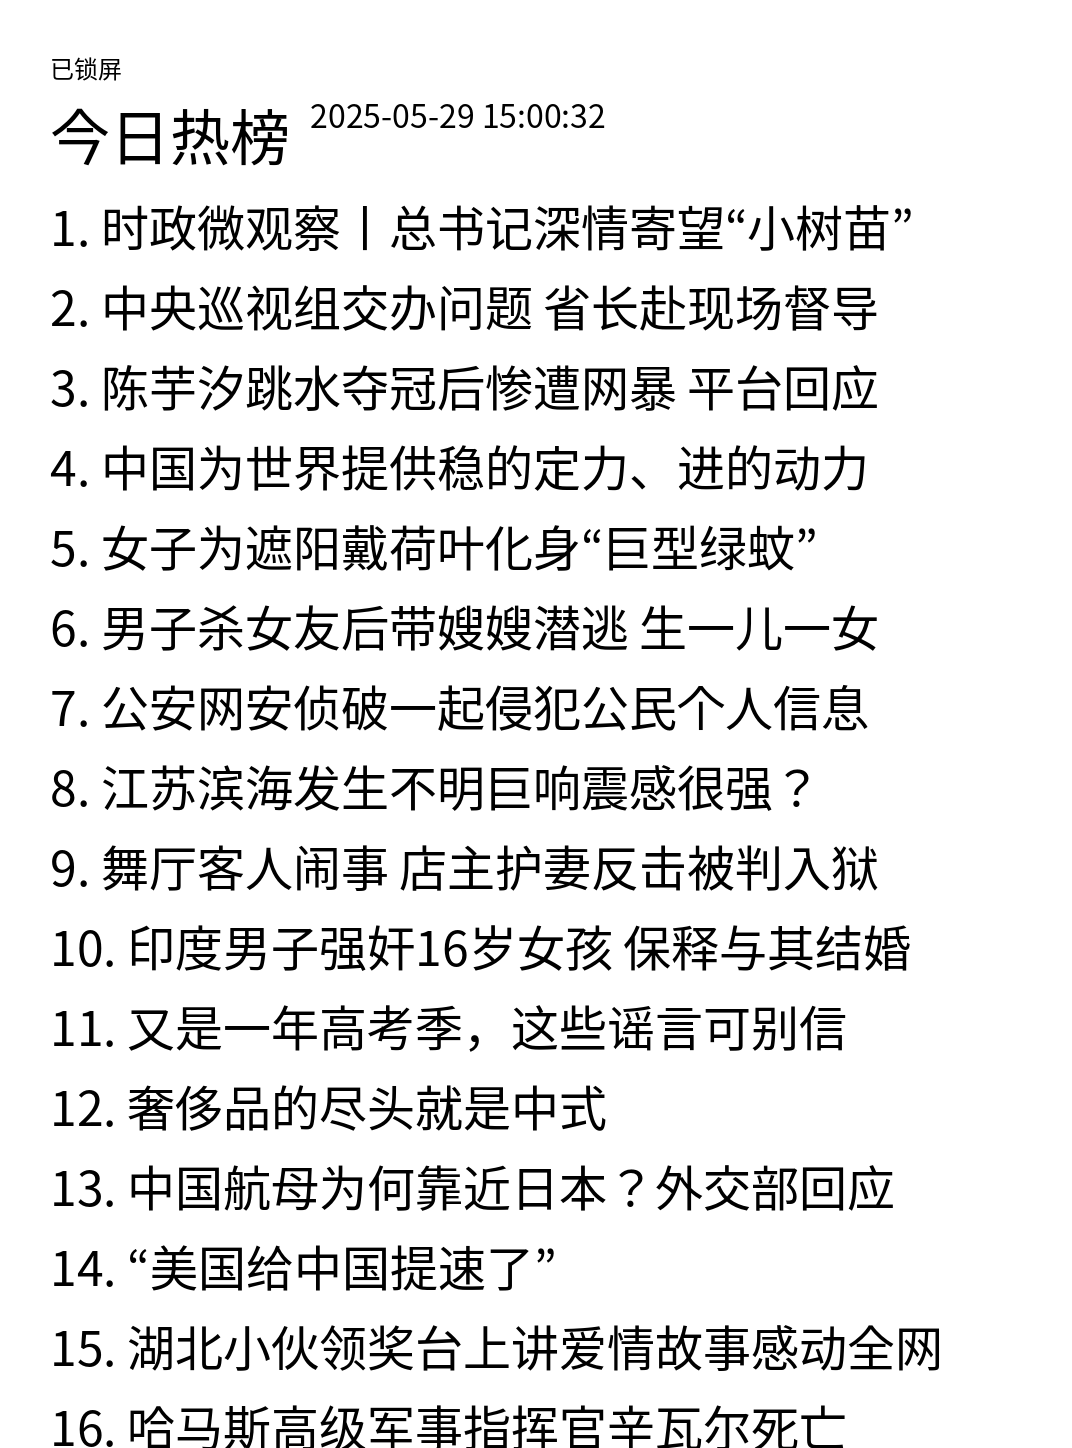 已锁屏
今日热榜 2025-05-29 15:00:32
1. 时政微观察丨总书记深情寄望“小树苗”
2. 中央巡视组交办问题 省长赴现场督导
3. 陈芋汐跳水夺冠后惨遭网暴 平台回应
4. 中国为世界提供稳的定力、进的动力
5. 女子为遮阳戴荷叶化身“巨型绿蚊”
6. 男子杀女友后带嫂嫂潜逃 生一儿一女
7. 公安网安侦破一起侵犯公民个人信息
8. 江苏滨海发生不明巨响震感很强？
9. 舞厅客人闹事 店主护妻反击被判入狱
10. 印度男子强奸16岁女孩 保释与其结婚
11. 又是一年高考季，这些谣言可别信
12. 奢侈品的尽头就是中式
13. 中国航母为何靠近日本？外交部回应
14. “美国给中国提速了”
15. 湖北小伙领奖台上讲爱情故事感动全网
16. 哈马斯高级军事指挥官辛瓦尔死亡